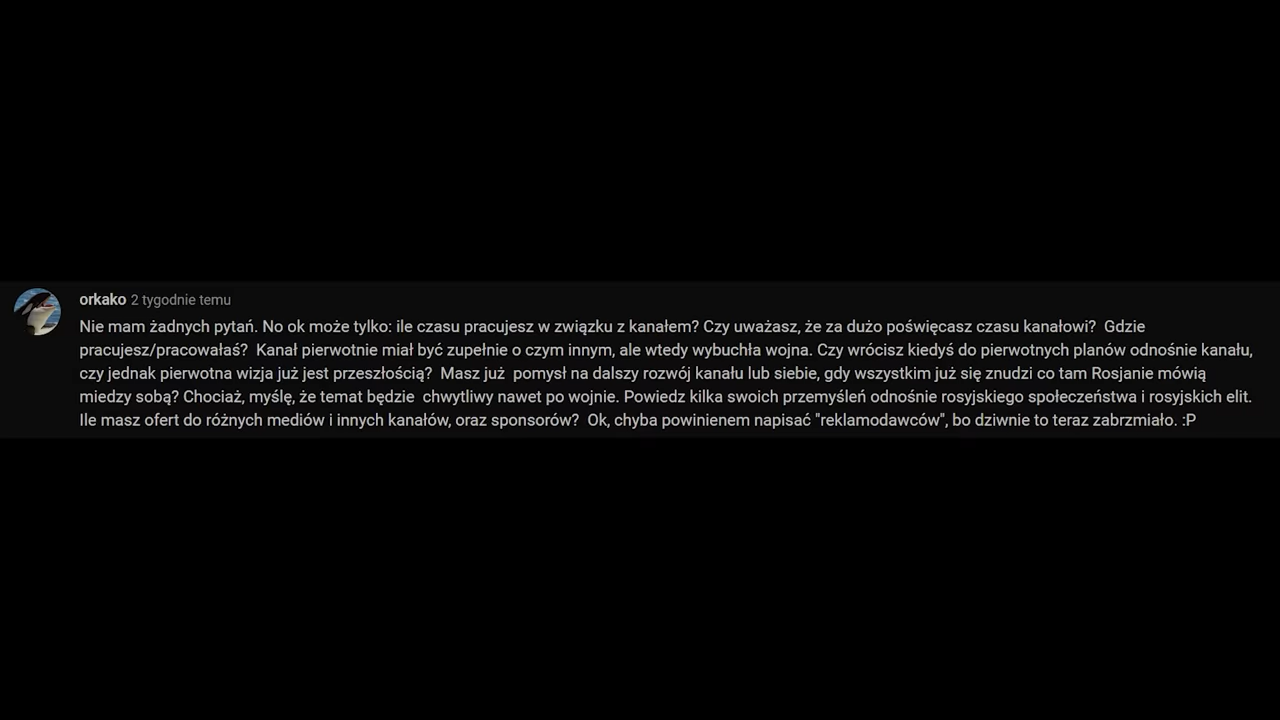 orkako 2 tygodnie temu
Nie mam żadnych pytań. No ok może tylko: ile czasu pracujesz w związku z kanałem? Czy uważasz, że za dużo poświęcasz czasu kanałowi?  Gdzie
pracujesz/pracowałaś?  Kanał pierwotnie miał być zupełnie o czym innym, ale wtedy wybuchła wojna. Czy wrócisz kiedyś do pierwotnych planów odnośnie kanału,
czy jednak pierwotna wizja już jest przeszłością?  Masz już  pomysł na dalszy rozwój kanału lub siebie, gdy wszystkim już się znudzi co tam Rosjanie mówią
miedzy sobą? Chociaż, myślę, że temat będzie  chwytliwy nawet po wojnie. Powiedz kilka swoich przemyśleń odnośnie rosyjskiego społeczeństwa i rosyjskich elit.
Ile masz ofert do różnych mediów i innych kanałów, oraz sponsorów?  Ok, chyba powinienem napisać "reklamodawców", bo dziwnie to teraz zabrzmiało. :P